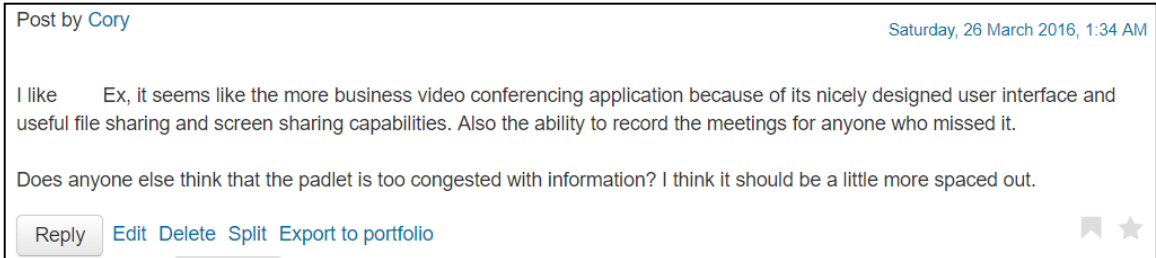 Post by Cory
Saturday, 26 March 2016, 1:34 AM
I like Ex, it seems like the more business video conferencing application because of its nicely designed user interface and
useful file sharing and screen sharing capabilities. Also the ability to record the meetings for anyone who missed it.
Does anyone else think that the padlet is too congested with information? I think it should be a little more spaced out.
Reply Edit Delete Split Export to portfolio